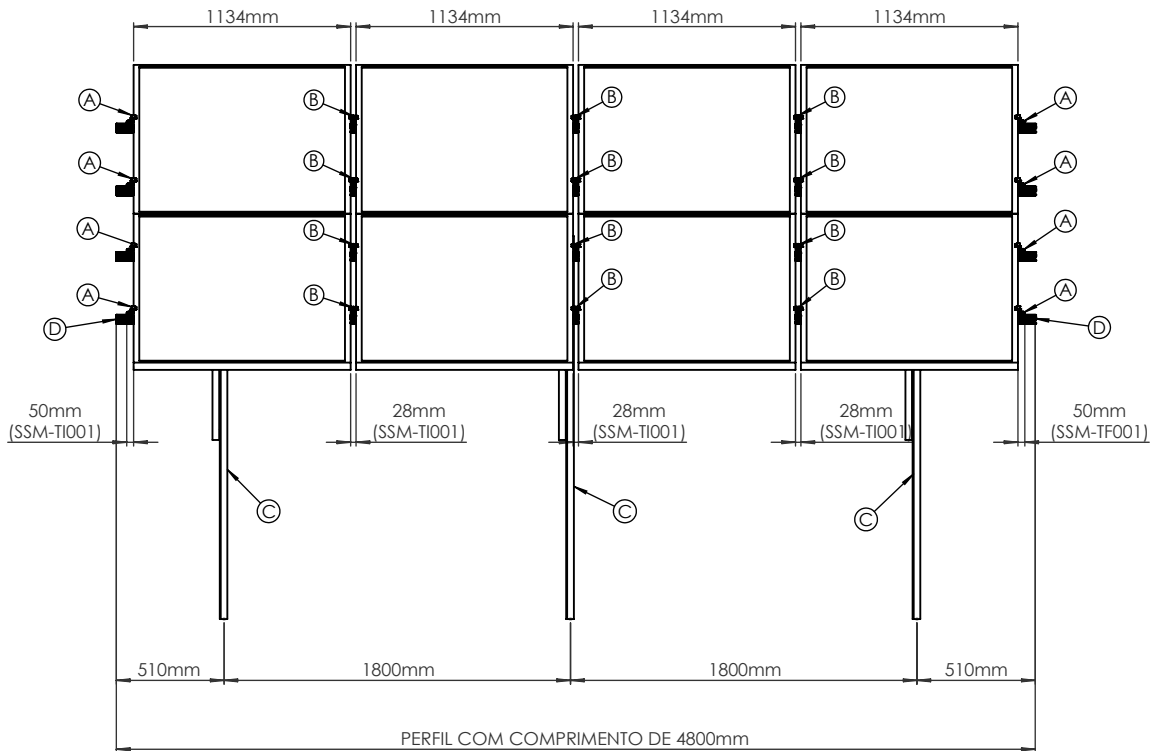 1134mm 1134mm 1134mm 1134mm
A B B B A
A B B B A
A B B B A
A B B B A
D D
50mm 28mm 28mm 28mm 50mm
(SSM-TI001) (SSM-TI001) (SSM-TI001) (SSM-TI001) (SSM-TF001)
C C C
510mm 1800mm 1800mm 510mm
PERFIL COM COMPRIMENTO DE 4800mm